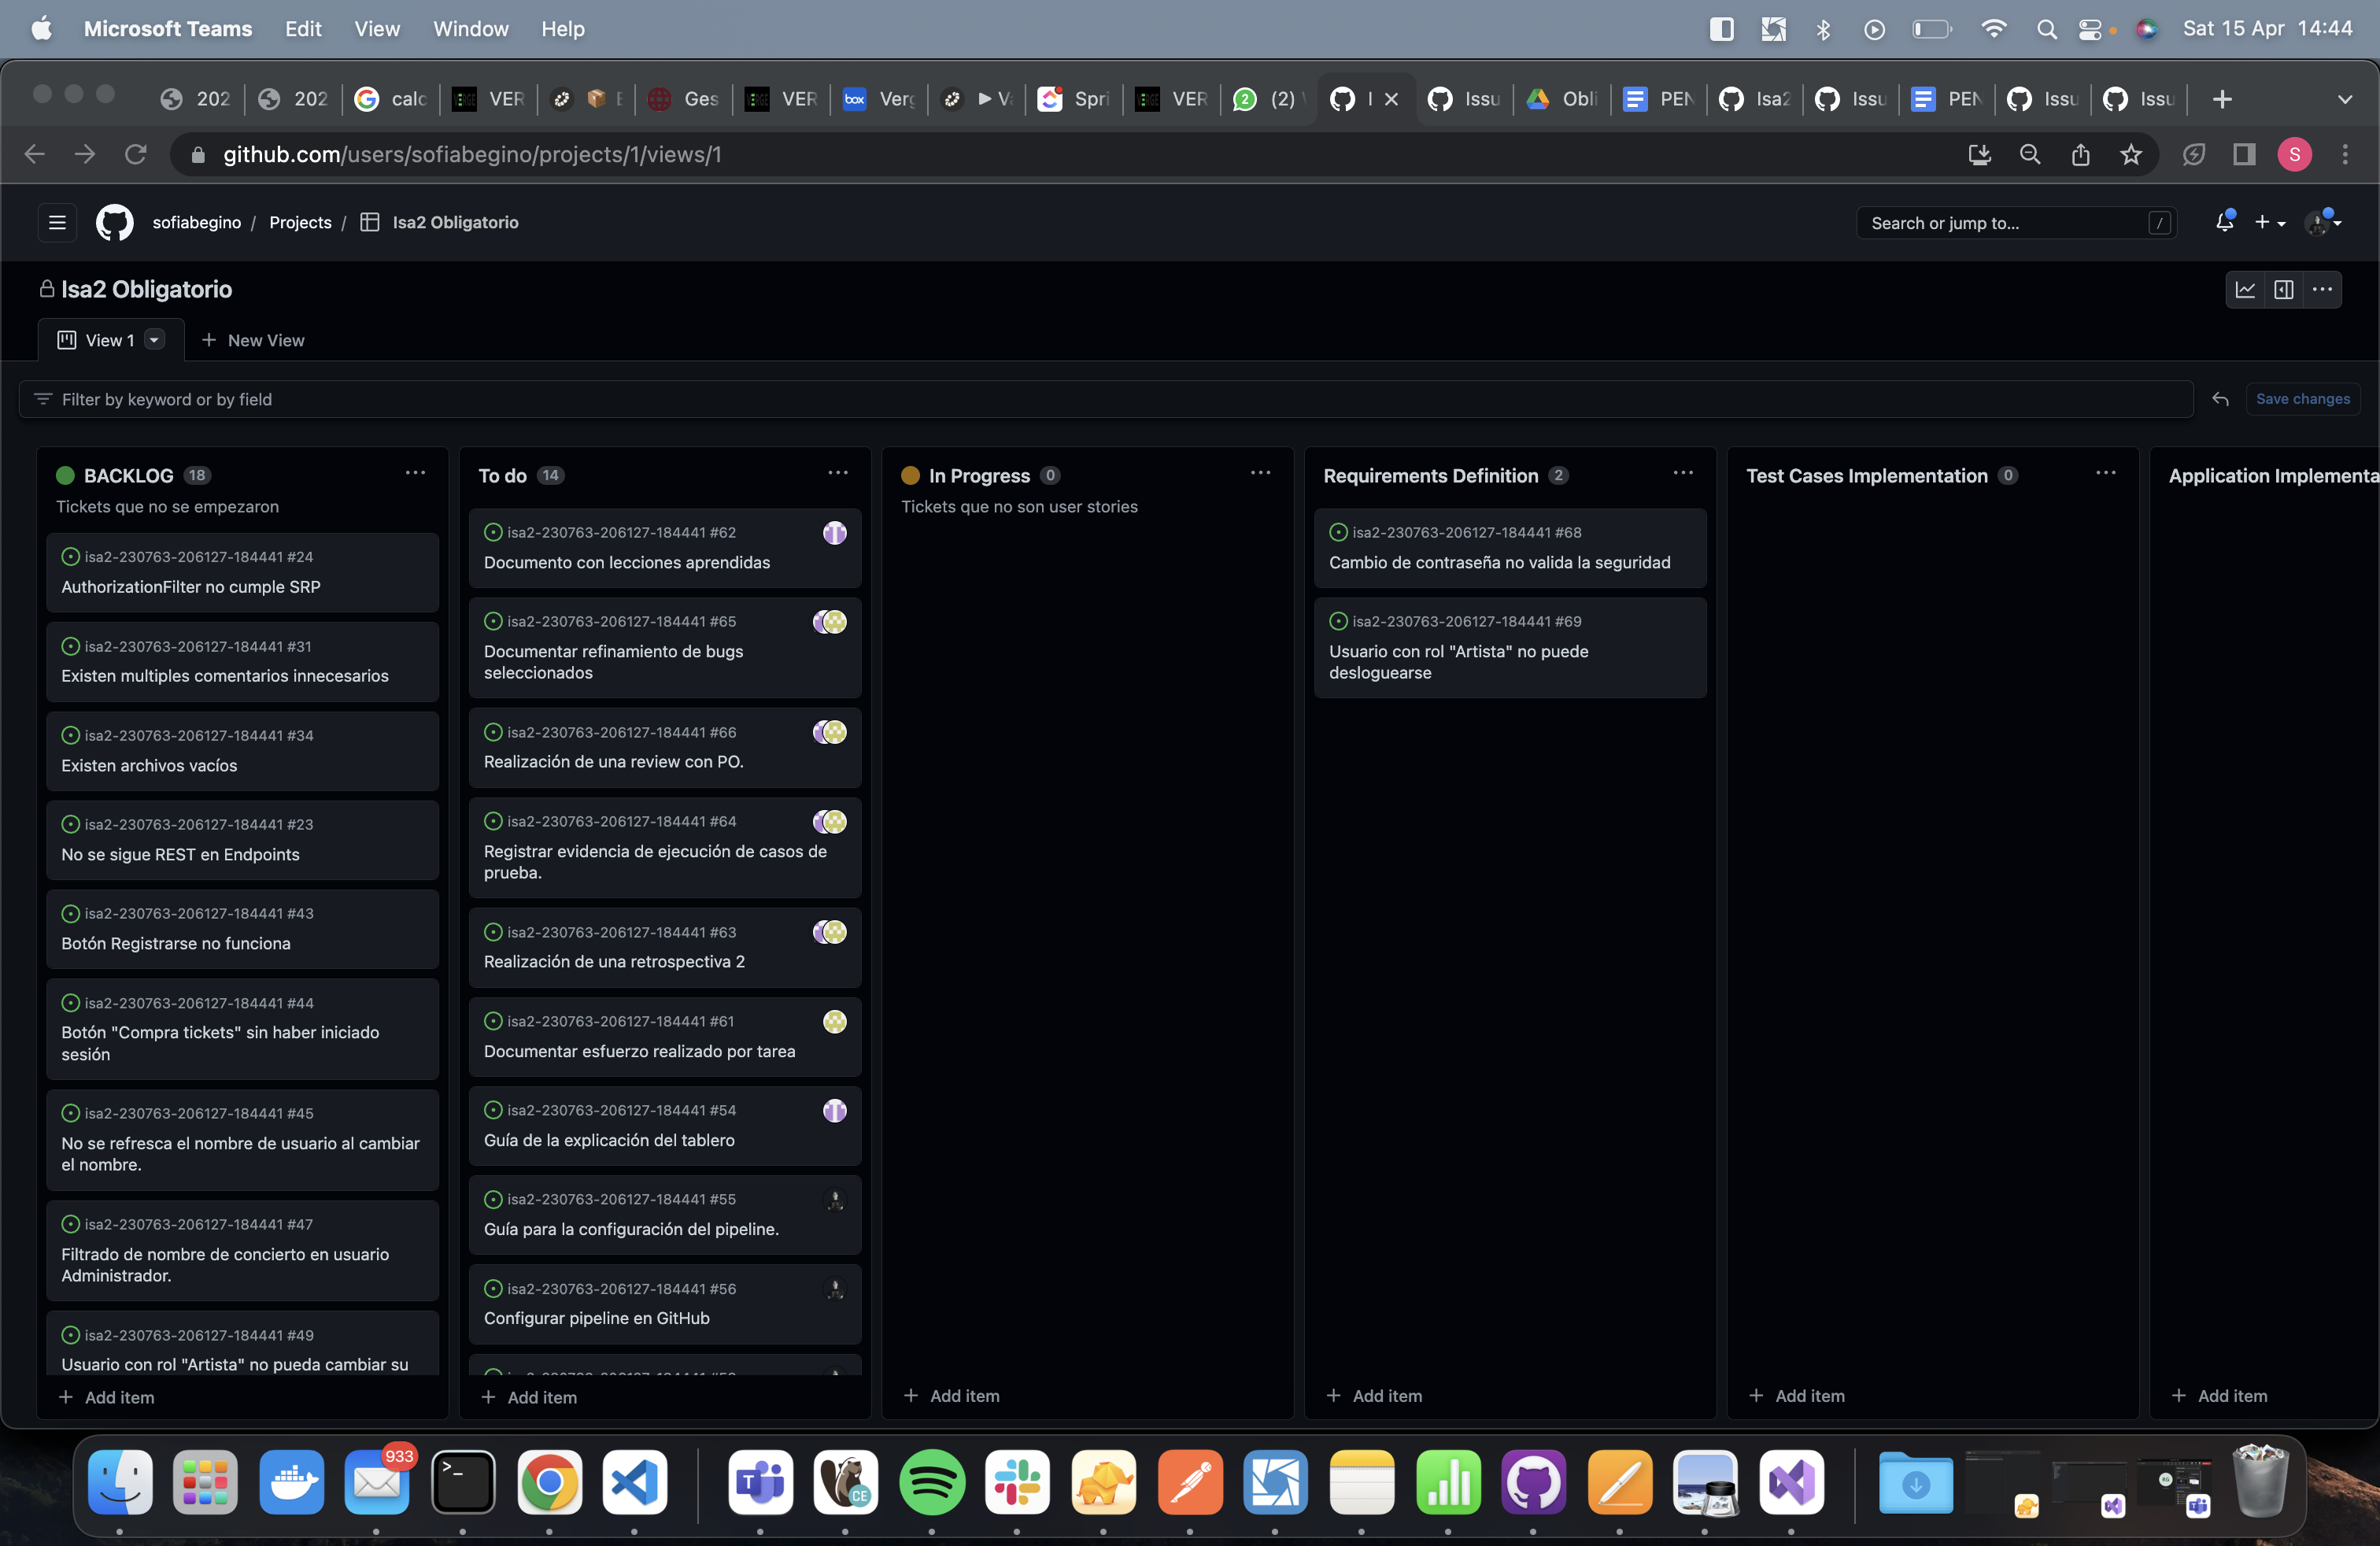 Microsoft Teams Edit View Window Help Sat 15 Apr 14:44
202 202 calc VER Ges VER box Verg Spri VER 2 (2) Issu Obli PEN Isa2 Issu PEN Issu Issu
github.com/users/sofiabegino/projects/1/views/1 S
sofiabegino / Projects / Isa2 Obligatorio Search or jump to... /
Isa2 Obligatorio
View 1 New View
Filter by keyword or by field Save changes
BACKLOG 18
Tickets que no se empezaron
isa2-230763-206127-184441 #24
AuthorizationFilter no cumple SRP
isa2-230763-206127-184441 #31
Existen multiples comentarios innecesarios
isa2-230763-206127-184441 #34
Existen archivos vacíos
isa2-230763-206127-184441 #23
No se sigue REST en Endpoints
isa2-230763-206127-184441 #43
Botón Registrarse no funciona
isa2-230763-206127-184441 #44
Botón "Compra tickets" sin haber iniciado
sesión
isa2-230763-206127-184441 #45
No se refresca el nombre de usuario al cambiar
el nombre.
isa2-230763-206127-184441 #47
Filtrado de nombre de concierto en usuario
Administrador.
isa2-230763-206127-184441 #49
Usuario con rol "Artista" no pueda cambiar su
Add item
To do 14
isa2-230763-206127-184441 #62
Documento con lecciones aprendidas
isa2-230763-206127-184441 #65
Documentar refinamiento de bugs
seleccionados
isa2-230763-206127-184441 #66
Realización de una review con PO.
isa2-230763-206127-184441 #64
Registrar evidencia de ejecución de casos de
prueba.
isa2-230763-206127-184441 #63
Realización de una retrospectiva 2
isa2-230763-206127-184441 #61
Documentar esfuerzo realizado por tarea
isa2-230763-206127-184441 #54
Guía de la explicación del tablero
isa2-230763-206127-184441 #55
Guía para la configuración del pipeline.
isa2-230763-206127-184441 #56
Configurar pipeline en GitHub
Add item
In Progress 0
Tickets que no son user stories
Add item
Requirements Definition 2
isa2-230763-206127-184441 #68
Cambio de contraseña no valida la seguridad
isa2-230763-206127-184441 #69
Usuario con rol "Artista" no puede
desloguearse
Add item
Test Cases Implementation 0
Add item
Application Implementa
Add item
933
CE